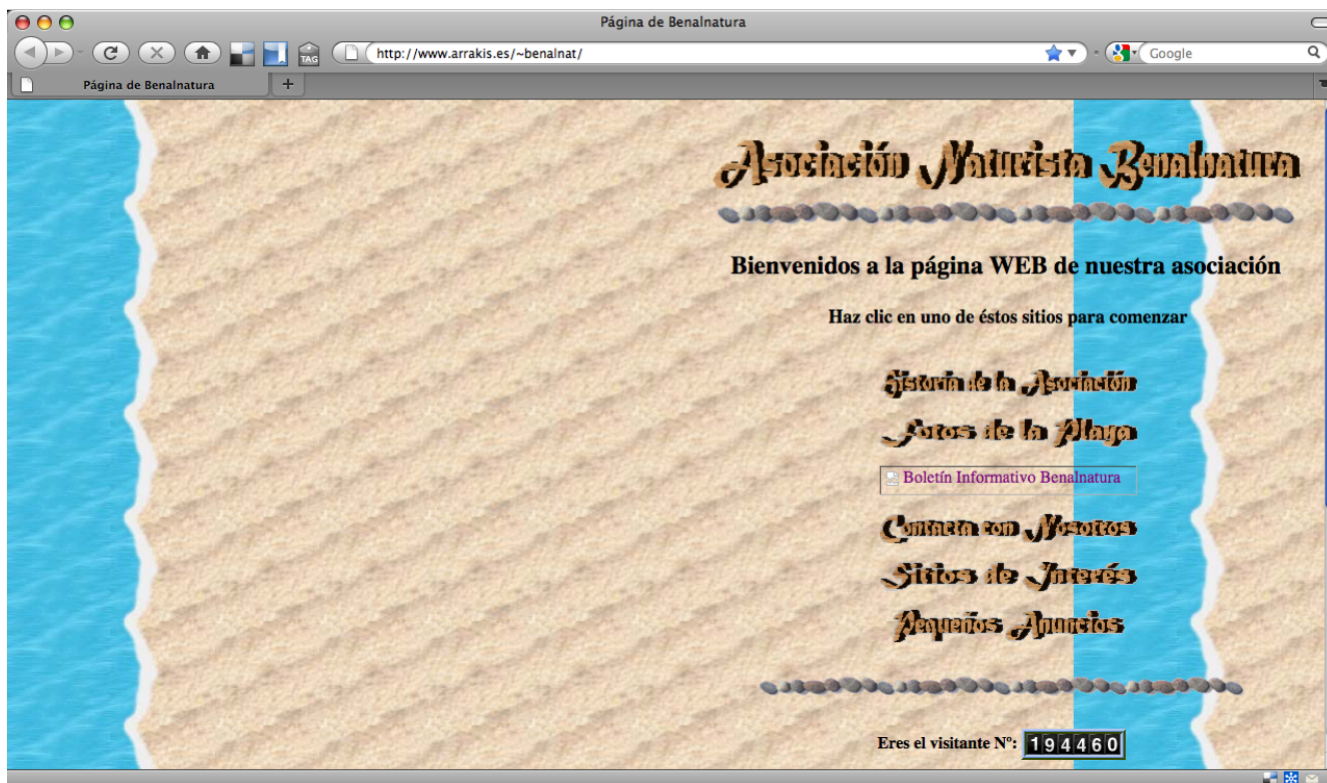 Página de Benalnatura
TAG
http://www.arrakis.es/~benalnat/
Google
Página de Benalnatura
+
Asociación Naturista Benalnatura
Bienvenidos a la página WEB de nuestra asociación
Haz clic en uno de éstos sitios para comenzar
Historia de la Asociación
Fotos de la Playa
Boletín Informativo Benalnatura
Contacta con Nosotros
Sitios de Interés
Pequeños Anuncios
Eres el visitante Nº: 194460